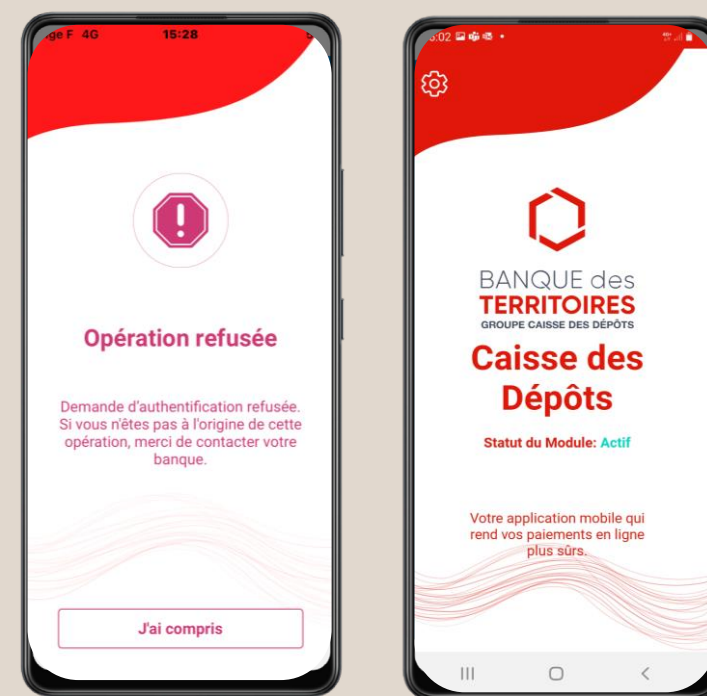 4G 15:28
Opération refusée
Demande d'authentification refusée.
Si vous n'êtes pas à l'origine de cette
opération, merci de contacter votre
banque.
J'ai compris
BANQUE des
TERRITOIRES
GROUPE CAISSE DES DÉPÔTS
Caisse des
Dépôts
Statut du Module: Actif
Votre application mobile qui
rend vos paiements en ligne
plus sûrs.